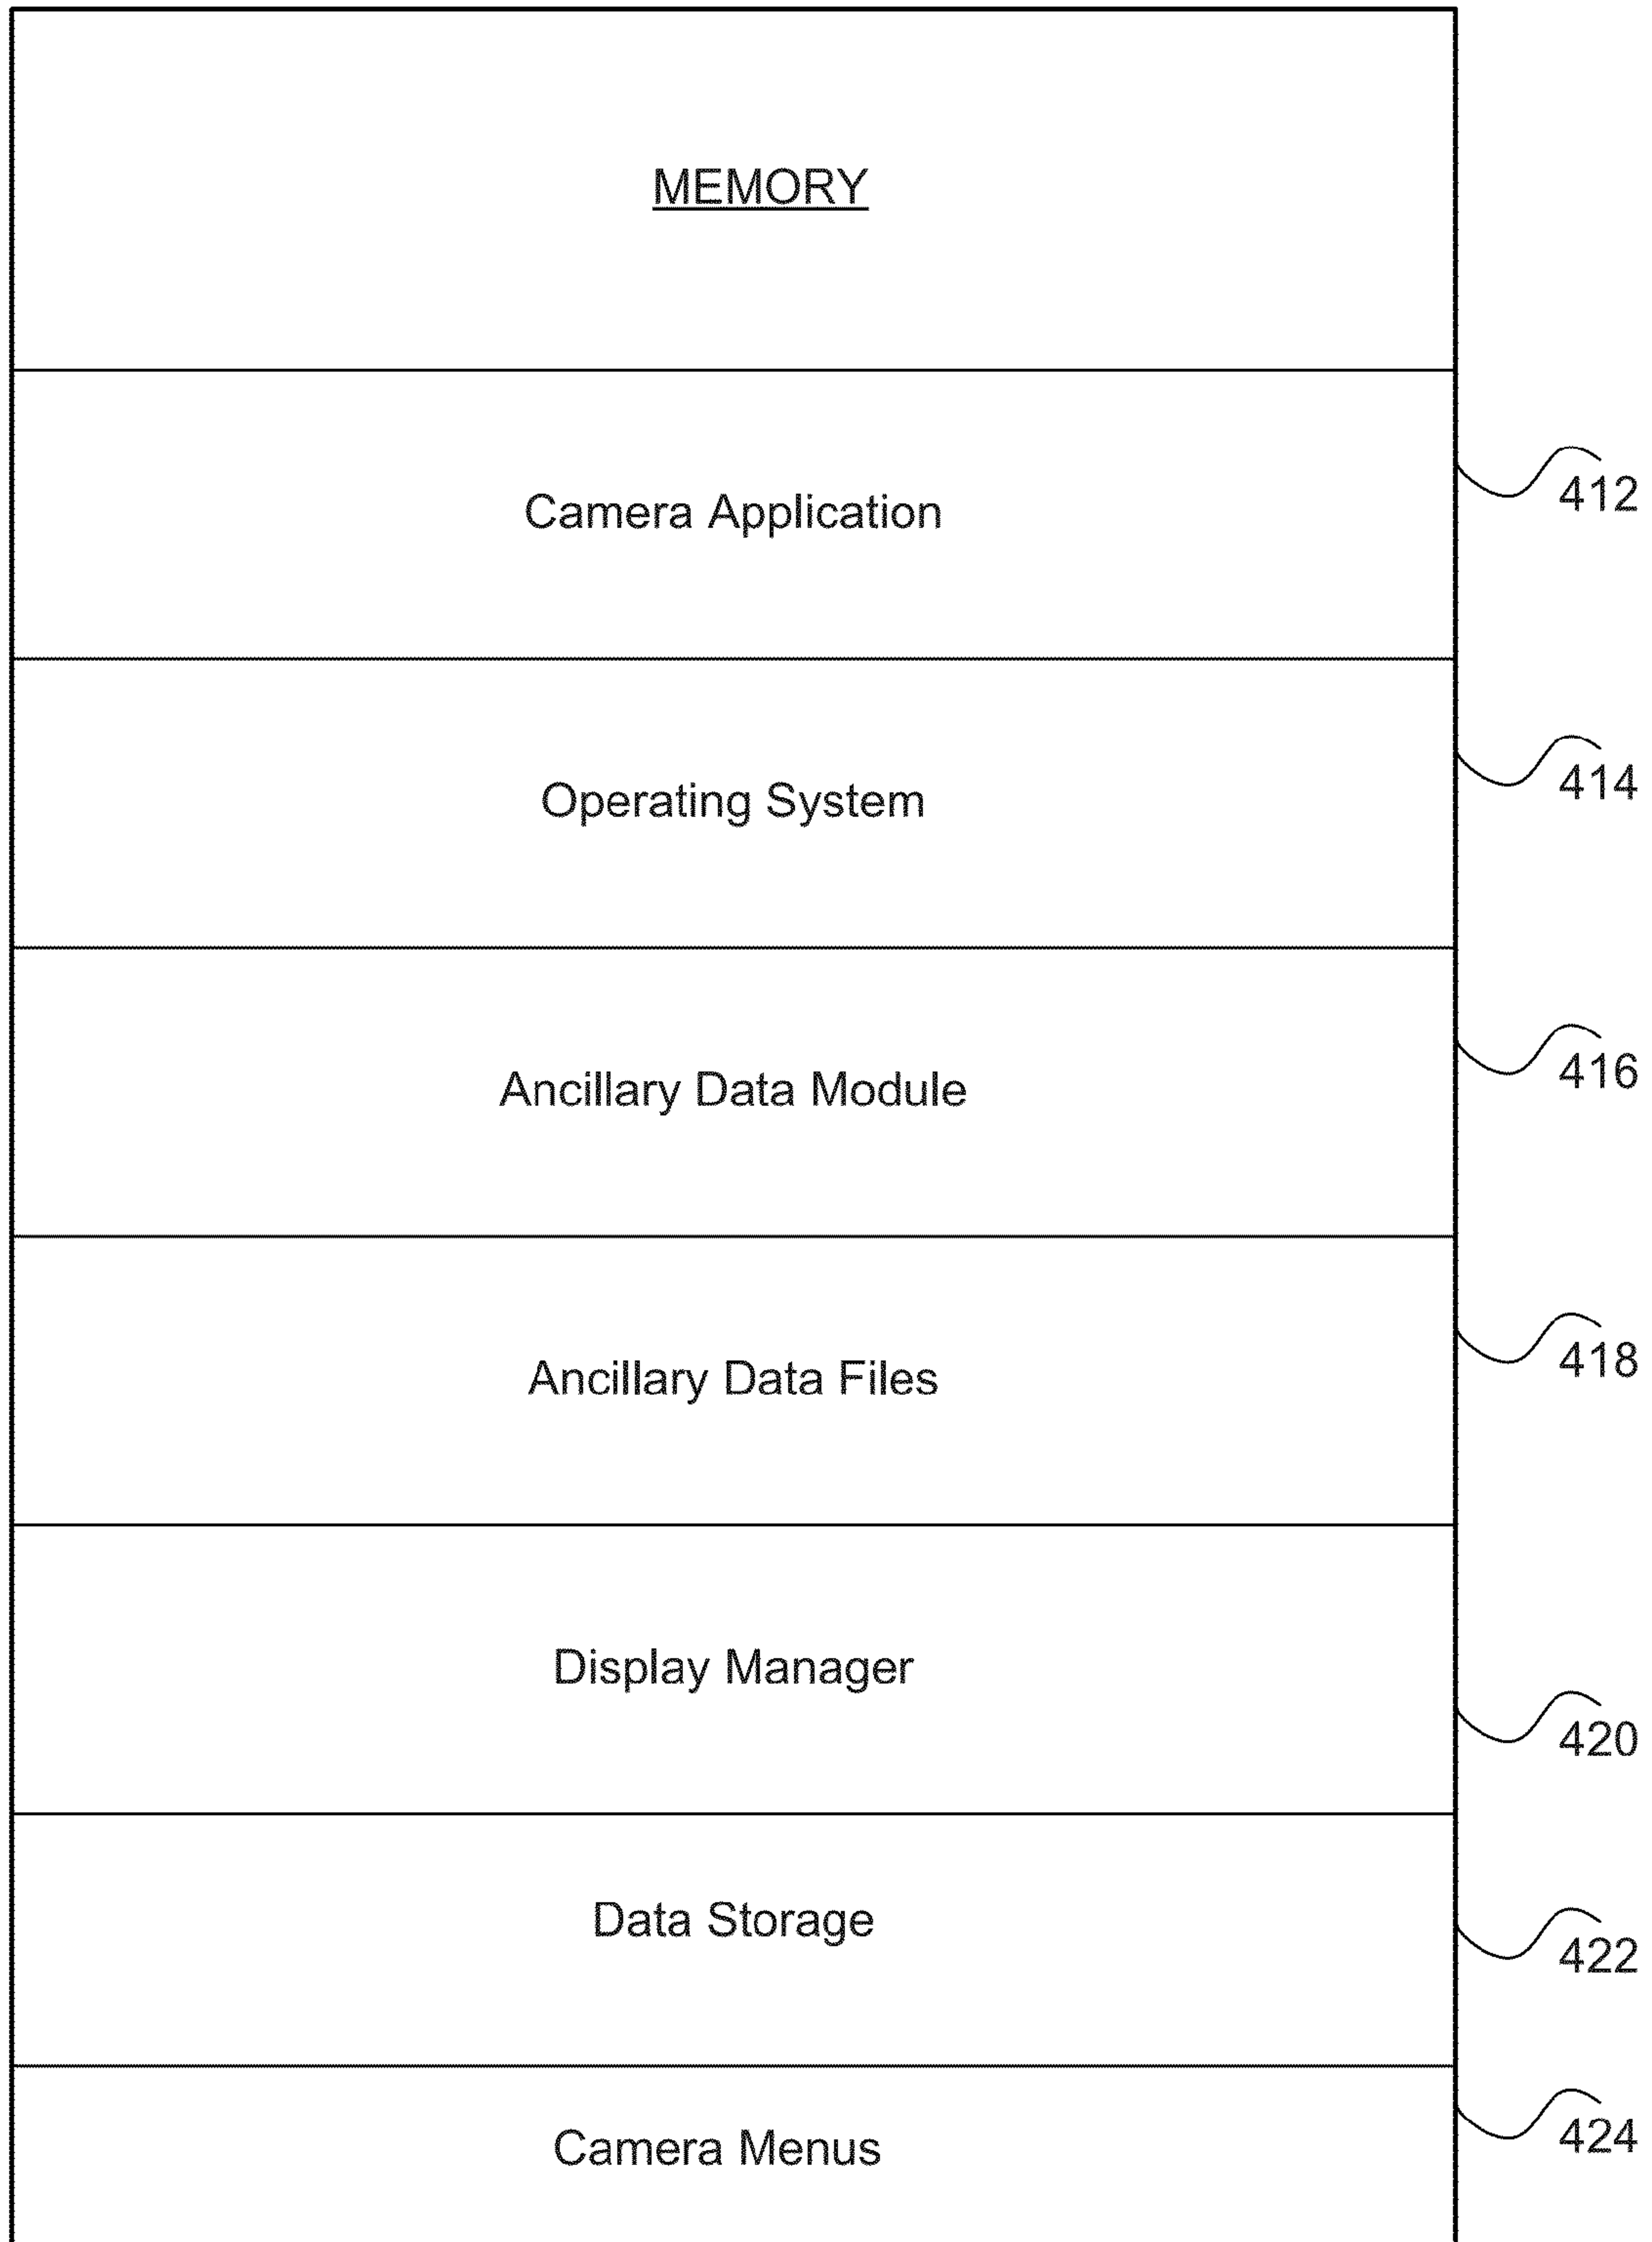 MEMORY
Camera Application
412
Operating System
414
Ancillary Data Module
416
Ancillary Data Files
418
Display Manager
420
Data Storage
422
Camera Menus
424